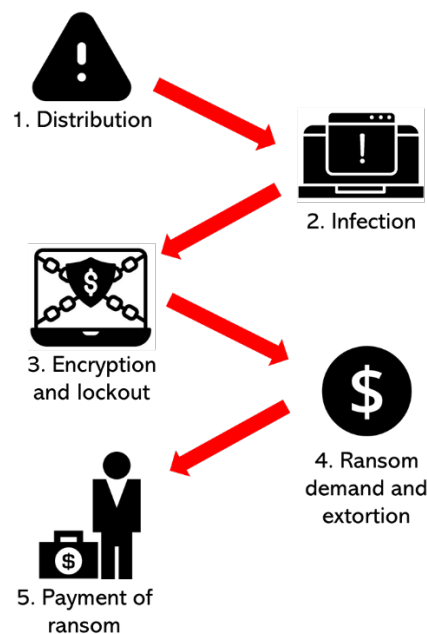 !
1. Distribution
!
2. Infection
$
3. Encryption
and lockout
$
4. Ransom
demand and
extortion
$
5. Payment of
ransom